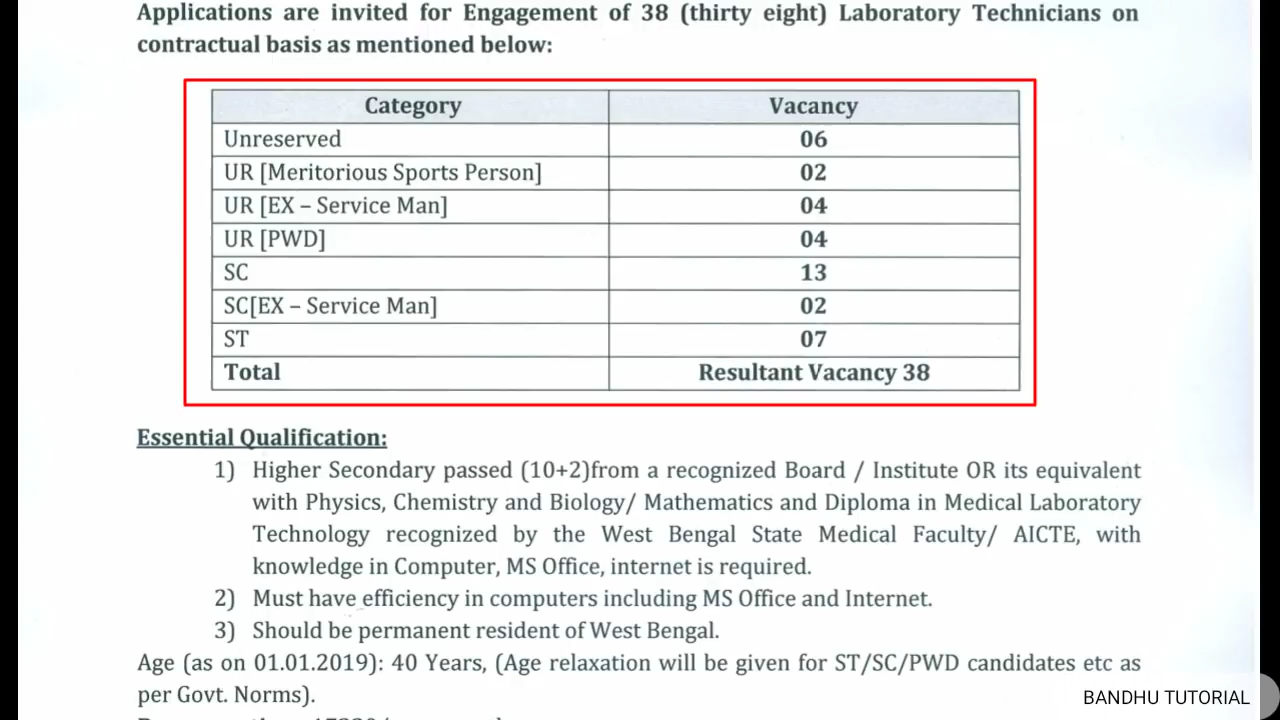 Applications are invited for Engagement of 38 (thirty eight) Laboratory Technicians on
contractual basis as mentioned below:
Category Vacancy
Unreserved 06
UR [Meritorious Sports Person] 02
UR [EX – Service Man] 04
UR [PWD] 04
SC 13
SC[EX – Service Man] 02
ST 07
Total Resultant Vacancy 38
Essential Qualification:
1) Higher Secondary passed (10+2)from a recognized Board / Institute OR its equivalent
with Physics, Chemistry and Biology/ Mathematics and Diploma in Medical Laboratory
Technology recognized by the West Bengal State Medical Faculty/ AICTE, with
knowledge in Computer, MS Office, internet is required.
2) Must have efficiency in computers including MS Office and Internet.
3) Should be permanent resident of West Bengal.
Age (as on 01.01.2019): 40 Years, (Age relaxation will be given for ST/SC/PWD candidates etc as
per Govt. Norms).
BANDHU TUTORIAL